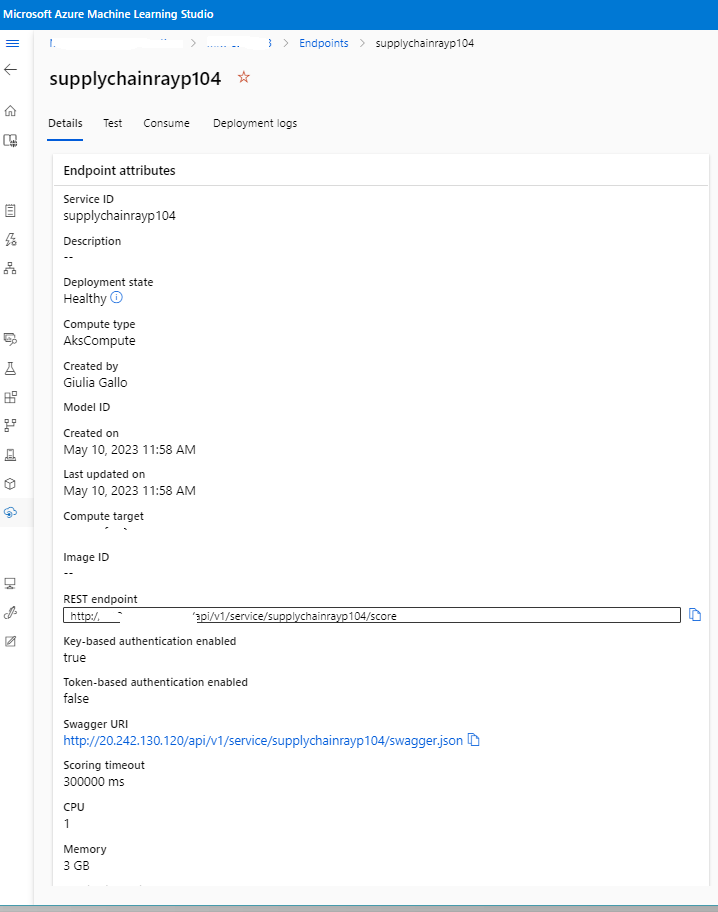 Microsoft Azure Machine Learning Studio
Endpoints > supplychainrayp104
supplychainrayp104
Details Test Consume Deployment logs
Endpoint attributes
Service ID
supplychainrayp104
Description
--
Deployment state
Healthy
Compute type
AksCompute
Created by
Giulia Gallo
Model ID
Created on
May 10, 2023 11:58 AM
Last updated on
May 10, 2023 11:58 AM
Compute target
Image ID
--
REST endpoint
http:/ /api/v1/service/supplychainrayp104/score
Key-based authentication enabled
true
Token-based authentication enabled
false
Swagger URI
http://20.242.130.120/api/v1/service/supplychainrayp104/swagger.json
Scoring timeout
300000 ms
CPU
1
Memory
3 GB